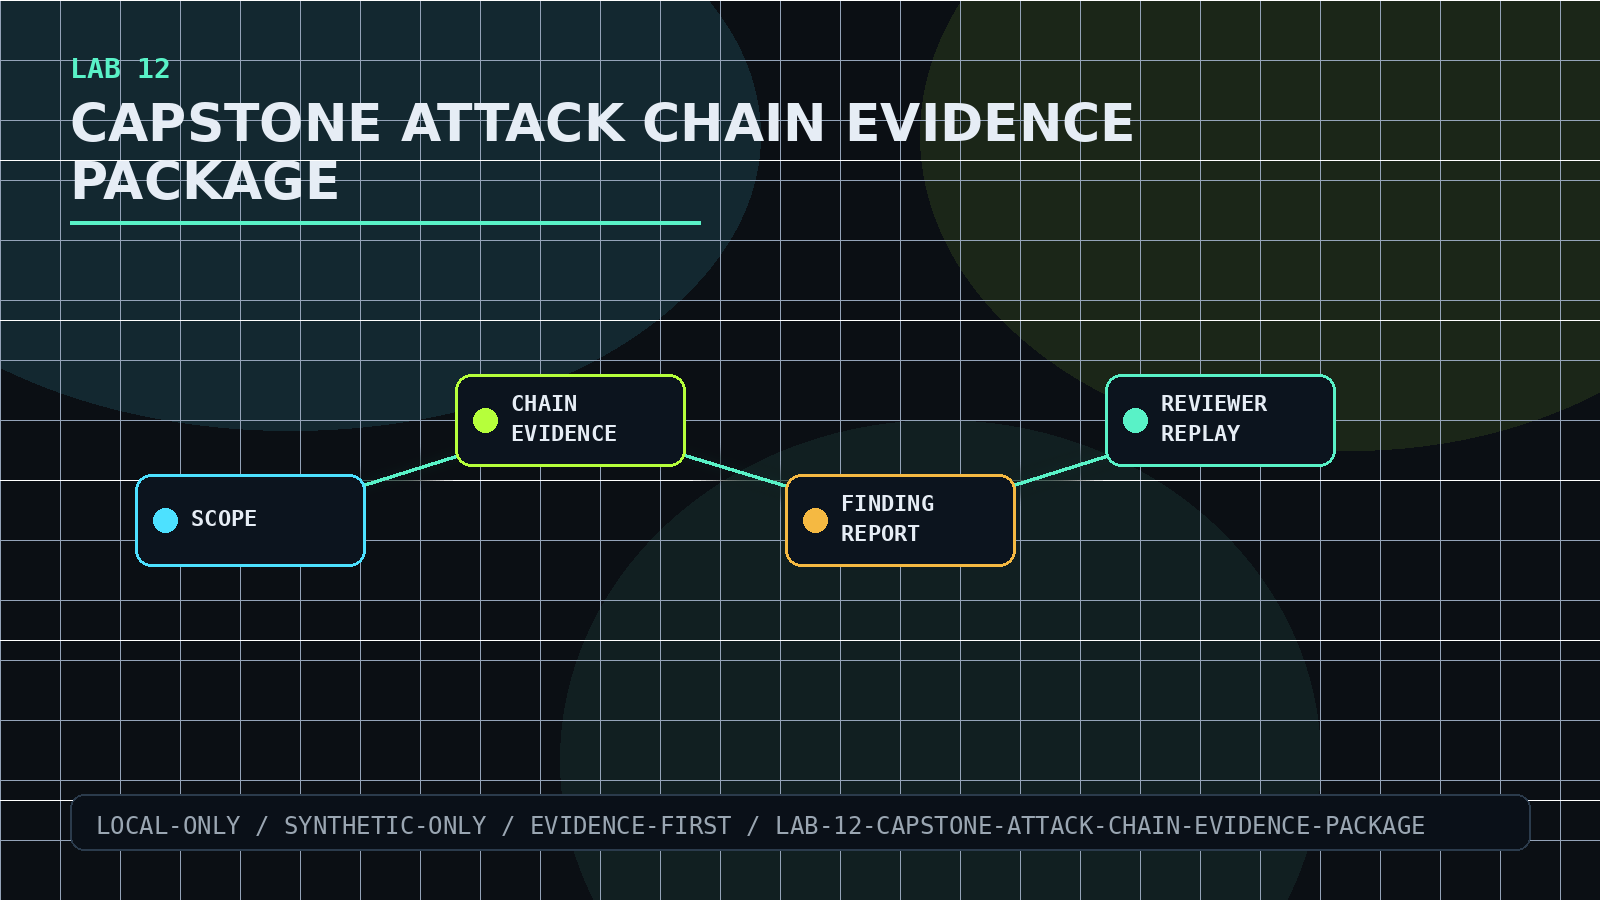 LAB 12
CAPSTONE ATTACK CHAIN EVIDENCE
PACKAGE
SCOPE
CHAIN
EVIDENCE
FINDING
REPORT
REVIEWER
REPLAY
LOCAL-ONLY / SYNTHETIC-ONLY / EVIDENCE-FIRST / LAB-12-CAPSTONE-ATTACK-CHAIN-EVIDENCE-PACKAGE